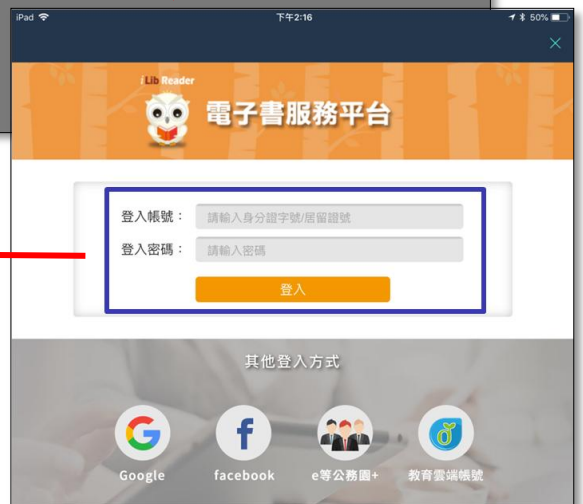 iPad 下午2:16 50%
iLib Reader
電子書服務平台
登入帳號： 請輸入身分證字號/居留證號
登入密碼： 請輸入密碼
登入
其他登入方式
Google facebook e等公務園+ 教育雲端帳號